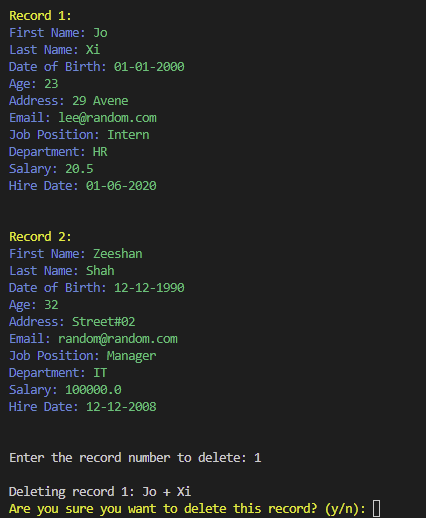 Record 1:
First Name: Jo
Last Name: Xi
Date of Birth: 01-01-2000
Age: 23
Address: 29 Avene
Email: lee@random.com
Job Position: Intern
Department: HR
Salary: 20.5
Hire Date: 01-06-2020
Record 2:
First Name: Zeeshan
Last Name: Shah
Date of Birth: 12-12-1990
Age: 32
Address: Street#02
Email: random@random.com
Job Position: Manager
Department: IT
Salary: 100000.0
Hire Date: 12-12-2008
Enter the record number to delete: 1
Deleting record 1: Jo + Xi
Are you sure you want to delete this record? (y/n):